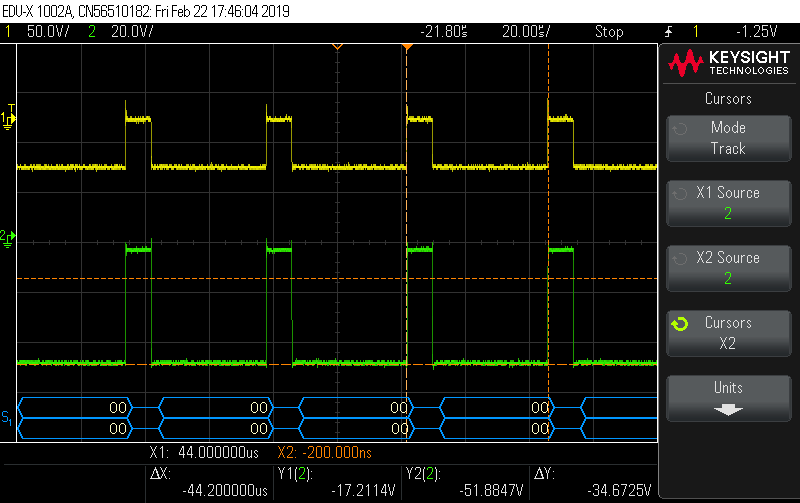 EDU-X 1002A, CN56510182: Fri Feb 22 17:46:04 2019
1 50.0V/ 2 20.0V/ -21.80s 20.00s/ Stop 1 -1.25V
KEYSIGHT
TECHNOLOGIES
Cursors
Mode
Track
X1 Source
2
X2 Source
2
Cursors
X2
Units
T
1
2
00 00 00 00
S1 00 00 00 00
X1: 44.000000us X2: -200.000ns
ΔX: Y1(2): Y2(2): ΔY:
-44.200000us -17.2114V -51.8847V -34.6725V